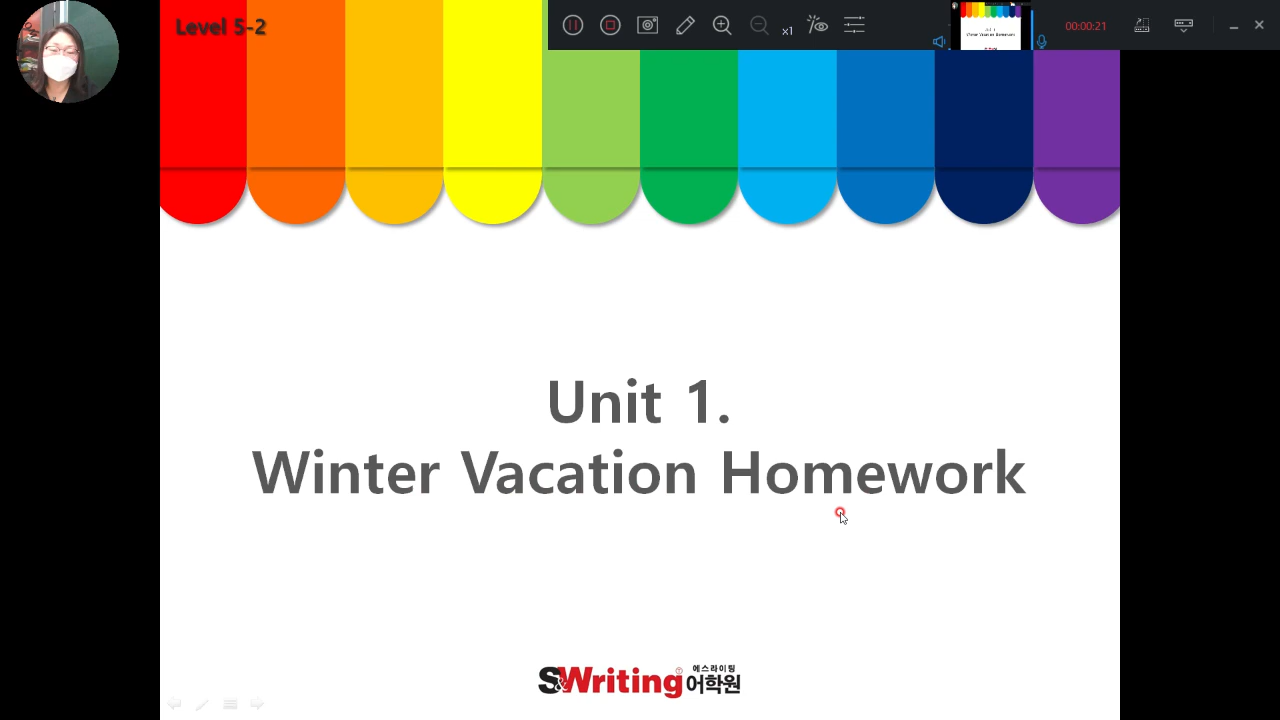 Level 5-2
x1
00:00:21
Unit 1.
Winter Vacation Homework
S&Writing
에스라이팅
어학원